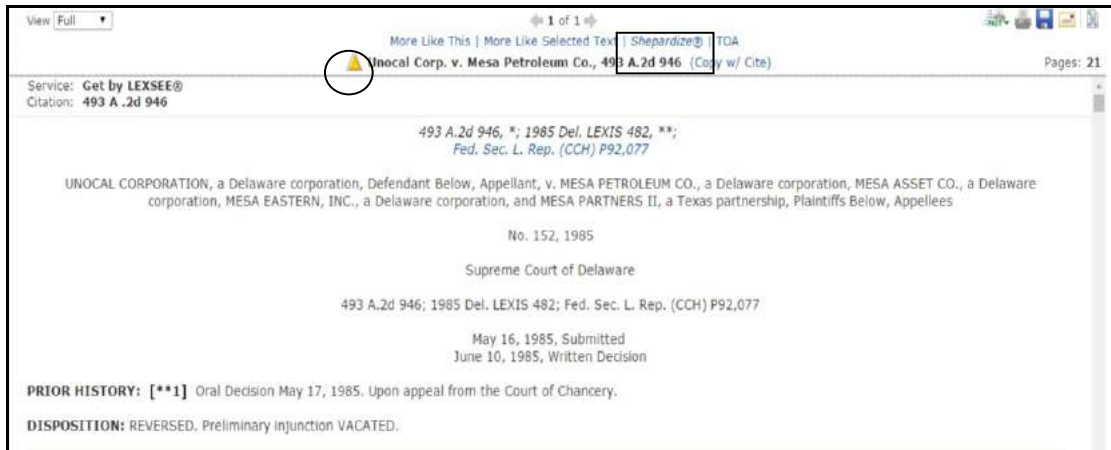 View Full 1 of 1
More Like This | More Like Selected Text | Shepardize® | TOA
Unocal Corp. v. Mesa Petroleum Co., 493 A.2d 946 (Copy w/ Cite) Pages: 21
Service: Get by LEXSEE®
Citation: 493 A .2d 946
493 A.2d 946, *; 1985 Del. LEXIS 482, **;
Fed. Sec. L. Rep. (CCH) P92,077
UNOCAL CORPORATION, a Delaware corporation, Defendant Below, Appellant, v. MESA PETROLEUM CO., a Delaware corporation, MESA ASSET CO., a Delaware
corporation, MESA EASTERN, INC., a Delaware corporation, and MESA PARTNERS II, a Texas partnership, Plaintiffs Below, Appellees
No. 152, 1985
Supreme Court of Delaware
493 A.2d 946; 1985 Del. LEXIS 482; Fed. Sec. L. Rep. (CCH) P92,077
May 16, 1985, Submitted
June 10, 1985, Written Decision
PRIOR HISTORY: [**1] Oral Decision May 17, 1985. Upon appeal from the Court of Chancery.
DISPOSITION: REVERSED. Preliminary injunction VACATED.